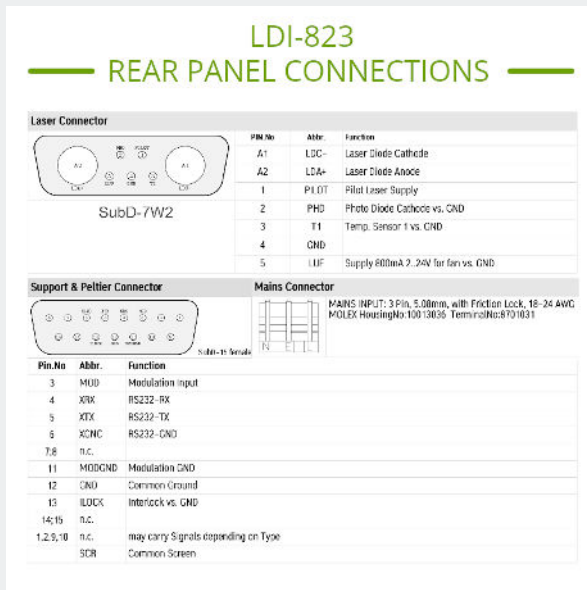 LDI-823
REAR PANEL CONNECTIONS
Laser Connector
PIN.No Abbr. Function
A1 LDC- Laser Diode Cathode
A2 LDA+ Laser Diode Anode
1 PILOT Pilot Laser Supply
2 PHD Photo Diode Cathode vs. GND
3 T1 Temp. Sensor 1 vs. GND
4 GND
5 LUF Supply 800mA 2..24V for fan vs. GND
SubD-7W2
Support & Peltier Connector
Mains Connector
MAINS INPUT: 3 Pin, 5.08mm, with Friction Lock, 18-24 AWG
MOLEX HousingNo:10013036 TerminalNo:8701031
N E L
SubD-15 female
Pin.No Abbr. Function
3 MOD Modulation Input
4 XRX RS232-RX
5 XTX RS232-TX
6 XGNC RS232-GND
7;8 n.c.
11 MODGND Modulation GND
12 GND Common Ground
13 ILOCK Interlock vs. GND
14;15 n.c.
1,2,9,10 n.c. may carry Signals depending on Type
SCR Common Screen